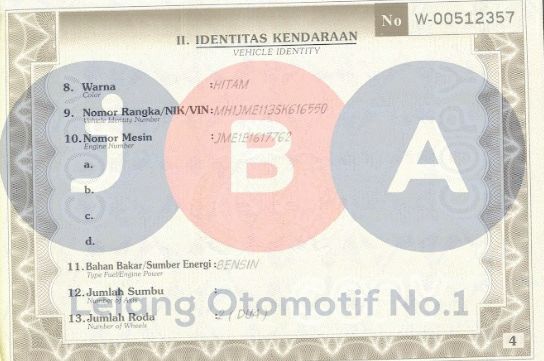 No W-00512357
II. IDENTITAS KENDARAAN
VEHICLE IDENTITY
8. Warna :HITAM
Color
9. Nomor Rangka/NIK/VIN:MH1JME113SK616550
Vehicle Identity Number
10. Nomor Mesin :JME1E1617762
Engine Number
a.
b.
c.
d.
jBA
11. Bahan Bakar/Sumber Energi :BENSIN
Type Fuel/Engine Power
12. Jumlah Sumbu :
Number of Axis
Lelang Otomotif No.1
13. Jumlah Roda :2 (DUA)
Number of Wheels
4